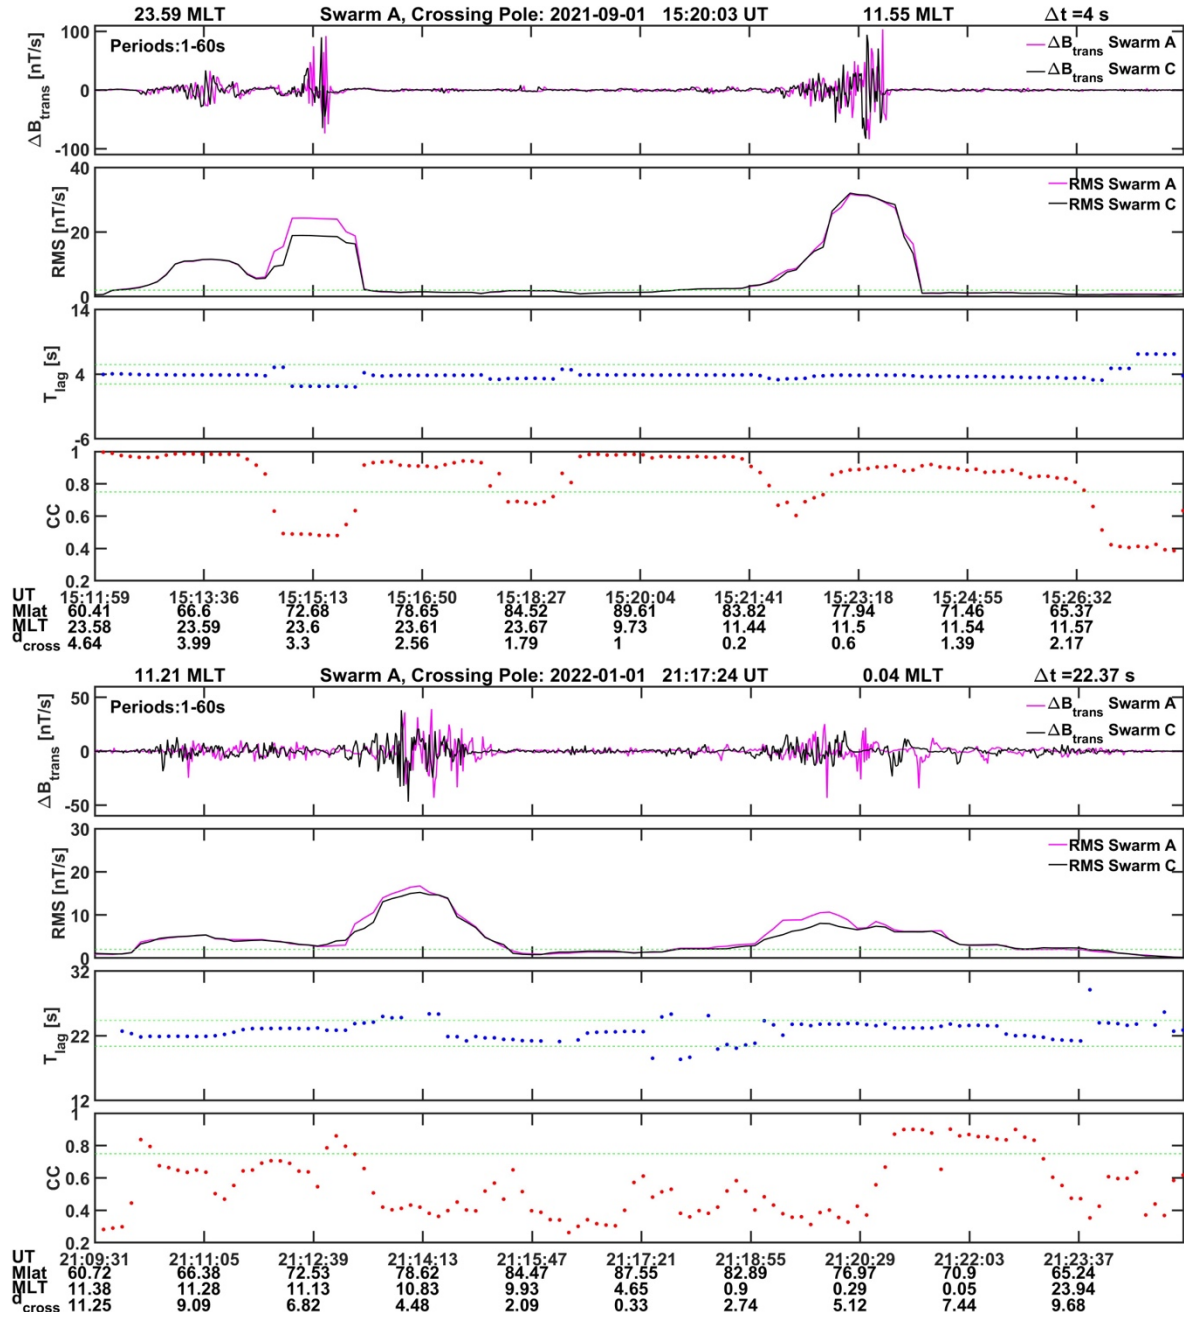 23.59 MLT Swarm A, Crossing Pole: 2021-09-01 15:20:03 UT 11.55 MLT Δt =4 s
100
0
-100
ΔB_trans [nT/s]
Periods:1-60s
ΔB_trans Swarm A
ΔB_trans Swarm C
40
20
0
RMS [nT/s]
RMS Swarm A
RMS Swarm C
14
4
-6
T_lag [s]
1
0.8
0.6
0.4
0.2
CC
UT 15:11:59 15:13:36 15:15:13 15:16:50 15:18:27 15:20:04 15:21:41 15:23:18 15:24:55 15:26:32
Mlat 60.41 66.6 72.68 78.65 84.52 89.61 83.82 77.94 71.46 65.37
MLT 23.58 23.59 23.6 23.61 23.67 9.73 11.44 11.5 11.54 11.57
d_cross 4.64 3.99 3.3 2.56 1.79 1 0.2 0.6 1.39 2.17
11.21 MLT Swarm A, Crossing Pole: 2022-01-01 21:17:24 UT 0.04 MLT Δt =22.37 s
50
0
-50
ΔB_trans [nT/s]
Periods:1-60s
ΔB_trans Swarm A
ΔB_trans Swarm C
30
20
10
0
RMS [nT/s]
RMS Swarm A
RMS Swarm C
32
22
12
T_lag [s]
1
0.8
0.6
0.4
0.2
CC
UT 21:09:31 21:11:05 21:12:39 21:14:13 21:15:47 21:17:21 21:18:55 21:20:29 21:22:03 21:23:37
Mlat 60.72 66.38 72.53 78.62 84.47 87.55 82.89 76.97 70.9 65.24
MLT 11.38 11.28 11.13 10.83 9.93 4.65 0.9 0.29 0.05 23.94
d_cross 11.25 9.09 6.82 4.48 2.09 0.33 2.74 5.12 7.44 9.68